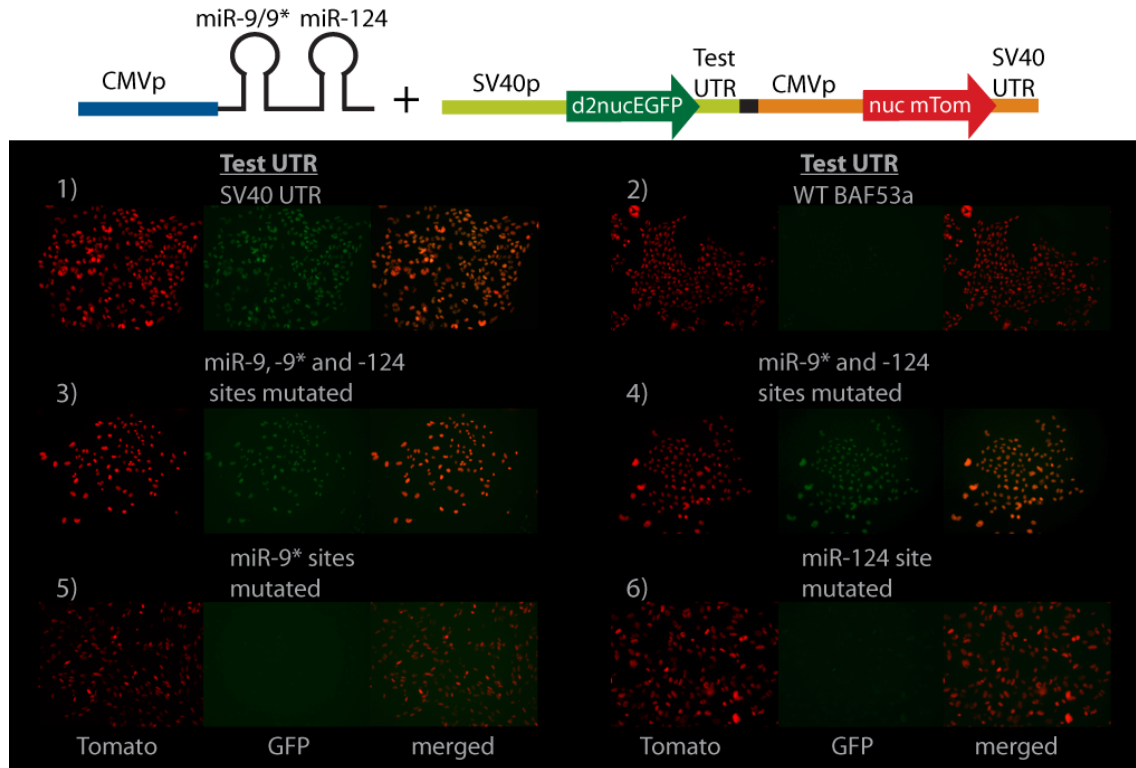 miR-9/9* miR-124
CMVp
+
SV40p
d2nucEGFP
Test
UTR
CMVp
nuc mTom
SV40
UTR
Test UTR
1)
SV40 UTR
Test UTR
2)
WT BAF53a
miR-9, -9* and -124
3) sites mutated
miR-9* and -124
4) sites mutated
miR-9* sites
5) mutated
miR-124 site
6) mutated
Tomato GFP merged
Tomato GFP merged